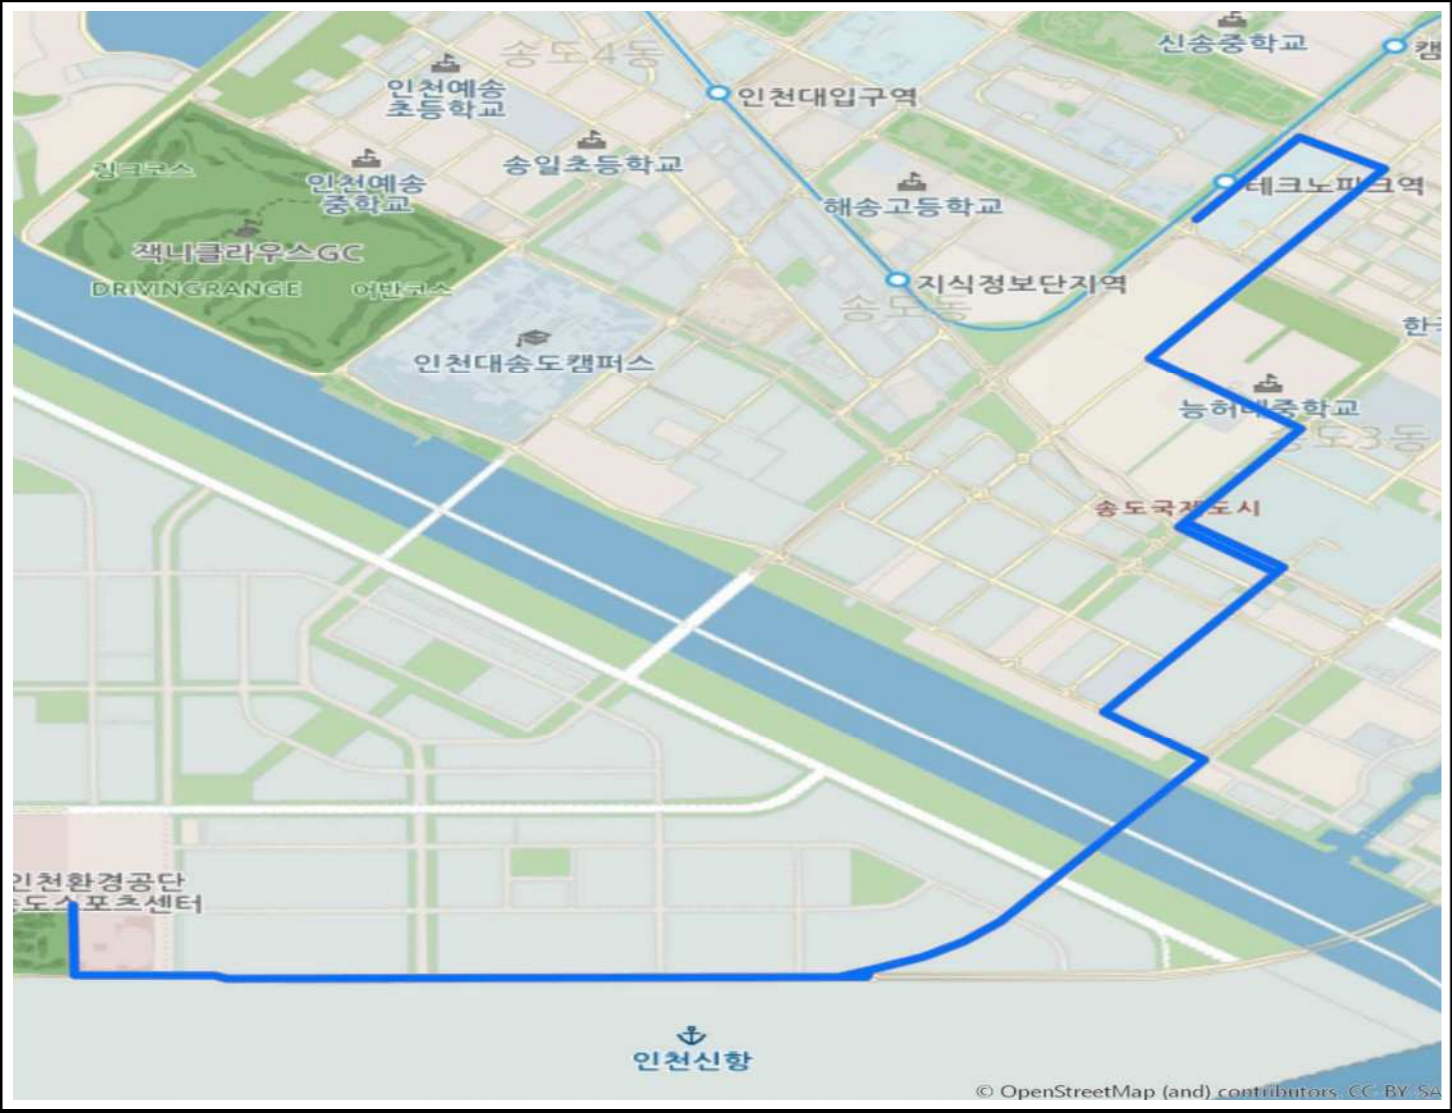 송도4동
신송중학교
캠
인천예송
초등학교
인천대입구역
송일초등학교
링크코스
인천예송
중학교
테크노파크역
해송고등학교
잭니클라우스GC
DRIVINGRANGE
어반코스
지식정보단지역
송도동
한국
인천대송도캠퍼스
능허대중학교
송도3동
송도국제도시
인천환경공단
송도스포츠센터
인천신항
© OpenStreetMap (and) contributors, CC-BY-SA